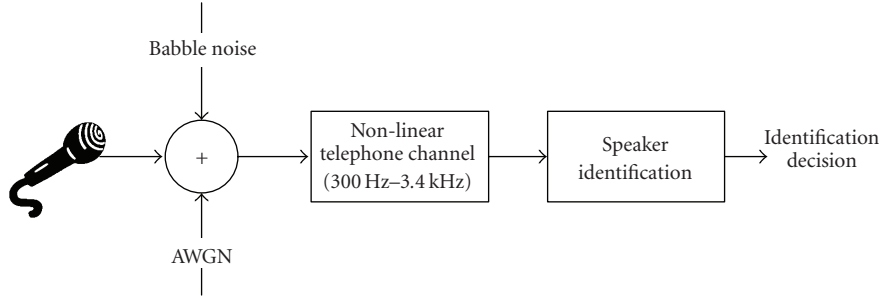 Babble noise
+
AWGN
Non-linear
telephone channel
(300 Hz–3.4 kHz)
Speaker
identification
Identification
decision